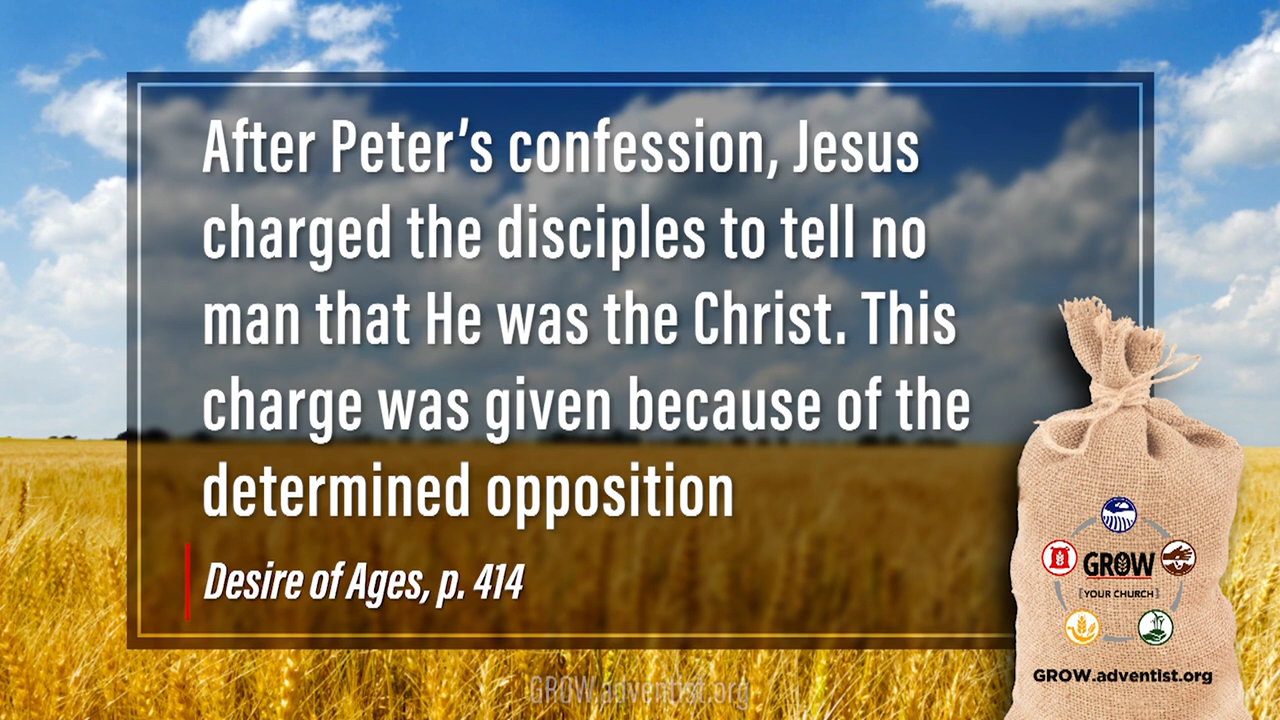 After Peter’s confession, Jesus
charged the disciples to tell no
man that He was the Christ. This
charge was given because of the
determined opposition
Desire of Ages, p. 414
GROW
[YOUR CHURCH]
GROW.adventist.org
GROW.adventist.org